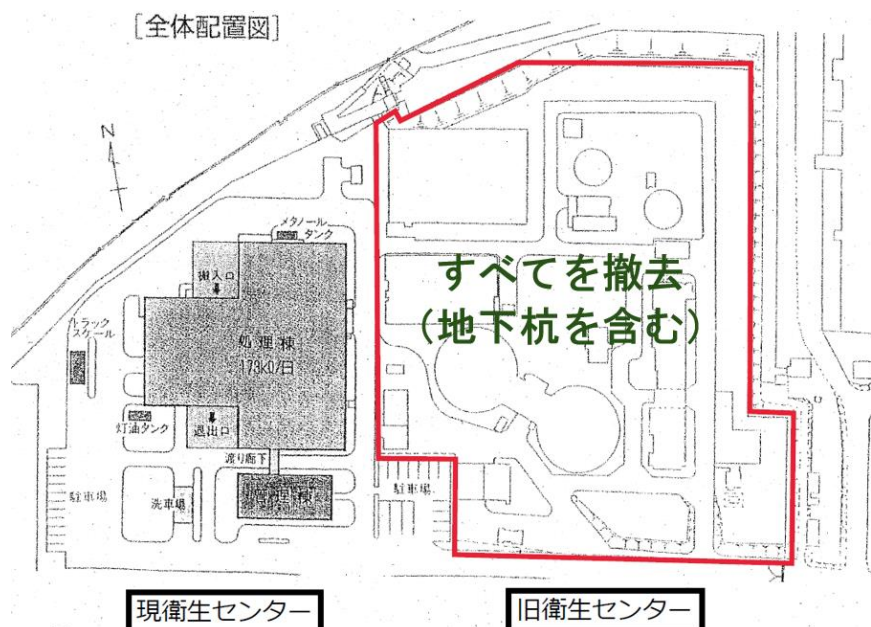 [全体配置図]
N
メタノール
タンク
搬入口
トラック
スケール
処理棟
173kℓ/日
すべてを撤去
(地下杭を含む)
灯油タンク
退出口
渡り廊下
駐車場
洗車場
管理棟
駐車場
現衛生センター
旧衛生センター